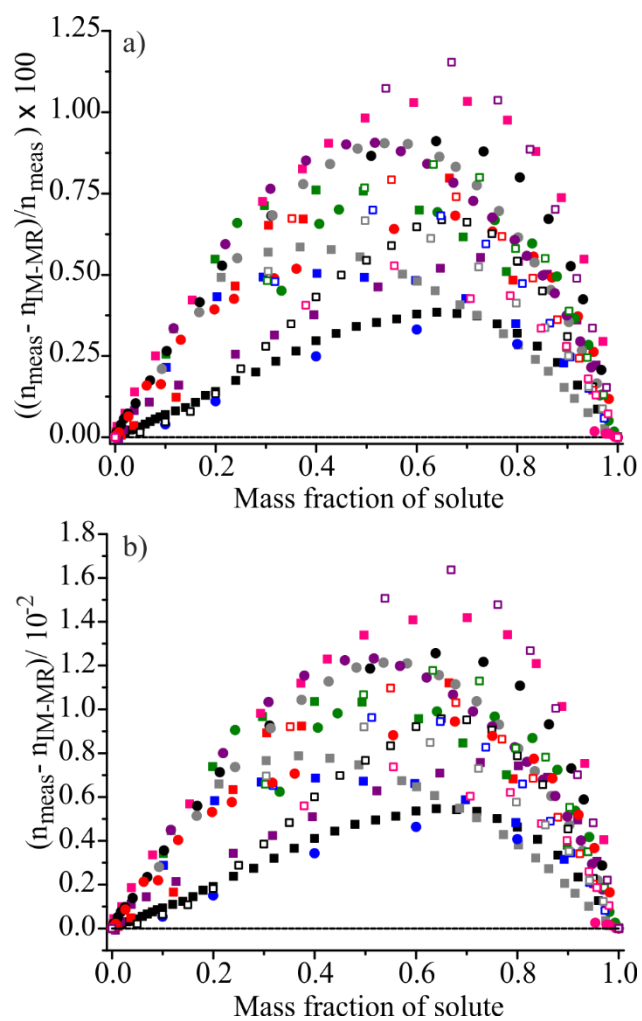 a)
1.25
1.00
0.75
0.50
0.25
0.00
((n_meas - n_IM-MR)/n_meas) x 100
0.0 0.2 0.4 0.6 0.8 1.0
Mass fraction of solute
b)
1.8
1.6
1.4
1.2
1.0
0.8
0.6
0.4
0.2
0.0
(n_meas - n_IM-MR)/ 10^-2
0.0 0.2 0.4 0.6 0.8 1.0
Mass fraction of solute